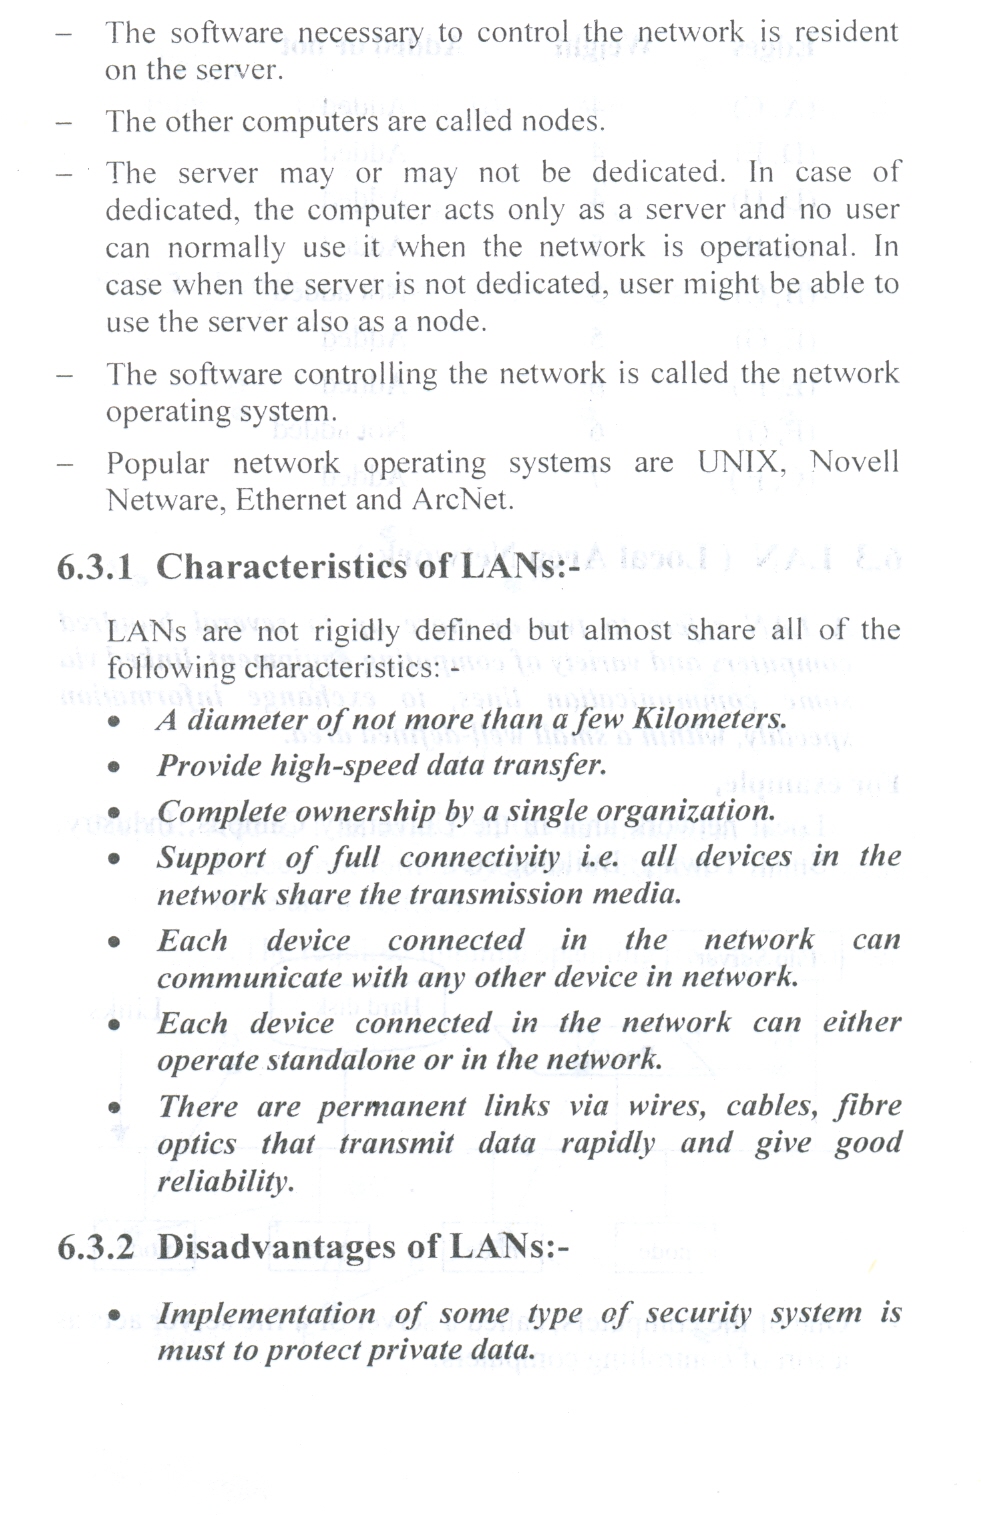 – The software necessary to control the network is resident
on the server.
– The other computers are called nodes.
– The server may or may not be dedicated. In case of
dedicated, the computer acts only as a server and no user
can normally use it when the network is operational. In
case when the server is not dedicated, user might be able to
use the server also as a node.
– The software controlling the network is called the network
operating system.
– Popular network operating systems are UNIX, Novell
Netware, Ethernet and ArcNet.
6.3.1 Characteristics of LANs:-
LANs are not rigidly defined but almost share all of the
following characteristics: -
• A diameter of not more than a few Kilometers.
• Provide high-speed data transfer.
• Complete ownership by a single organization.
• Support of full connectivity i.e. all devices in the
network share the transmission media.
• Each device connected in the network can
communicate with any other device in network.
• Each device connected in the network can either
operate standalone or in the network.
• There are permanent links via wires, cables, fibre
optics that transmit data rapidly and give good
reliability.
6.3.2 Disadvantages of LANs:-
• Implementation of some type of security system is
must to protect private data.